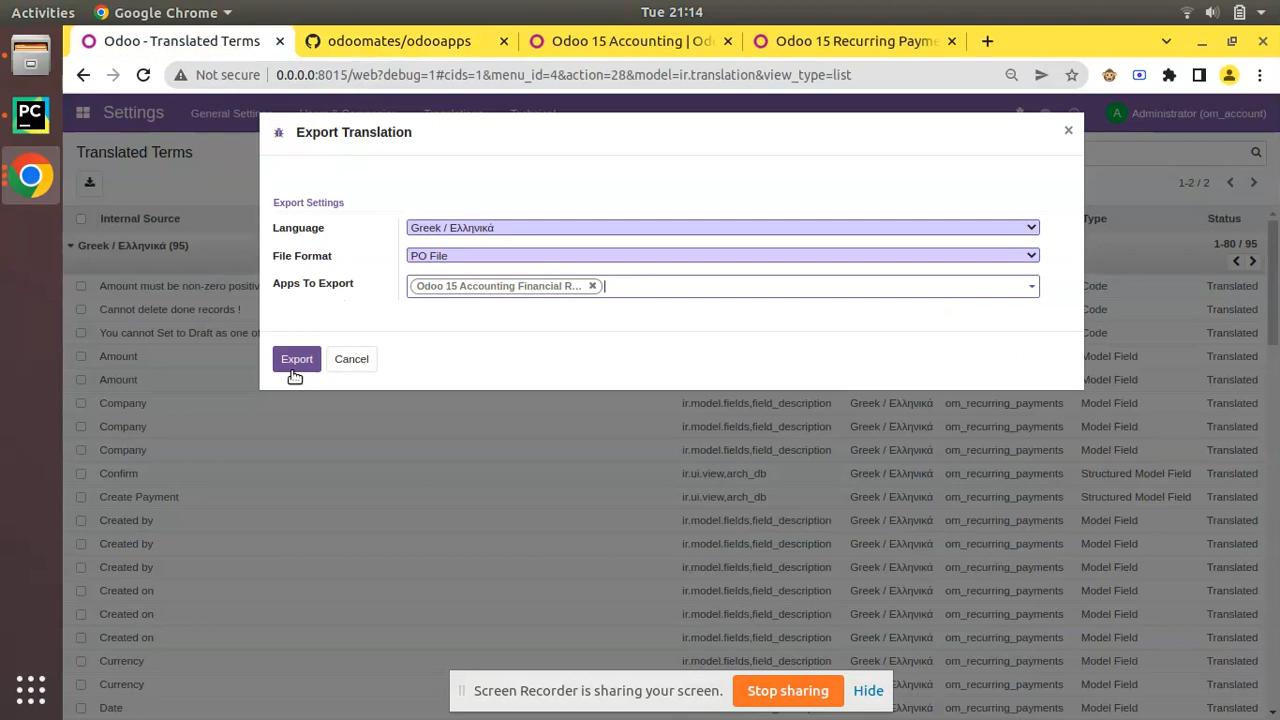 Activities
Google Chrome
Tue 21:14
Odoo - Translated Terms
odoomates/odooapps
Odoo 15 Accounting | Od
Odoo 15 Recurring Payme
Not secure
0.0.0.0:8015/web?debug=1#cids=1&menu_id=4&action=28&model=ir.translation&view_type=list
PC
Settings
General Setti
Technical
A
Administrator (om_account)
Translated Terms
Export Translation
1-2 / 2
Internal Source
Type
Status
Greek / Ελληνικά (95)
1-80 / 95
Export Settings
Language
Greek / Ελληνικά
File Format
PO File
Apps To Export
Odoo 15 Accounting Financial R...
Export
Cancel
Amount must be non-zero positiv
Code
Translated
Cannot delete done records !
Code
Translated
You cannot Set to Draft as one of
Code
Translated
Amount
Model Field
Translated
Amount
Model Field
Translated
Company
ir.model.fields,field_description
Greek / Ελληνικά
om_recurring_payments
Model Field
Translated
Company
ir.model.fields,field_description
Greek / Ελληνικά
om_recurring_payments
Model Field
Translated
Company
ir.model.fields,field_description
Greek / Ελληνικά
om_recurring_payments
Model Field
Translated
Confirm
ir.ui.view,arch_db
Greek / Ελληνικά
om_recurring_payments
Structured Model Field
Translated
Create Payment
ir.ui.view,arch_db
Greek / Ελληνικά
om_recurring_payments
Structured Model Field
Translated
Created by
ir.model.fields,field_description
Greek / Ελληνικά
om_recurring_payments
Model Field
Translated
Created by
ir.model.fields,field_description
Greek / Ελληνικά
om_recurring_payments
Model Field
Translated
Created by
ir.model.fields,field_description
Greek / Ελληνικά
om_recurring_payments
Model Field
Translated
Created on
ir.model.fields,field_description
Greek / Ελληνικά
om_recurring_payments
Model Field
Translated
Created on
ir.model.fields,field_description
Greek / Ελληνικά
om_recurring_payments
Model Field
Translated
Created on
ir.model.fields,field_description
Greek / Ελληνικά
om_recurring_payments
Model Field
Translated
Currency
ir.model.fields,field_description
Greek / Ελληνικά
om_recurring_payments
Model Field
Translated
Currency
Greek / Ελληνικά
om_recurring_payments
Model Field
Translated
Date
Model Field
Translated
Screen Recorder is sharing your screen.
Stop sharing
Hide